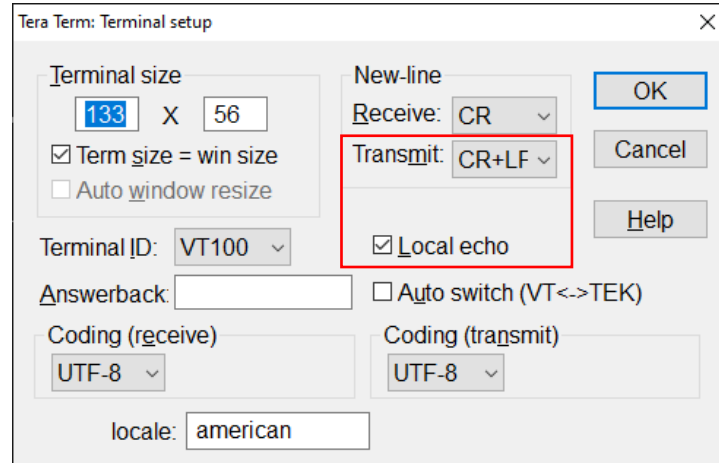 Tera Term: Terminal setup
Terminal size
133 X 56
Term size = win size
Auto window resize
New-line
Receive: CR
Transmit: CR+LF
OK
Cancel
Help
Terminal ID: VT100
Local echo
Answerback:
Auto switch (VT<->TEK)
Coding (receive)
UTF-8
Coding (transmit)
UTF-8
locale: american